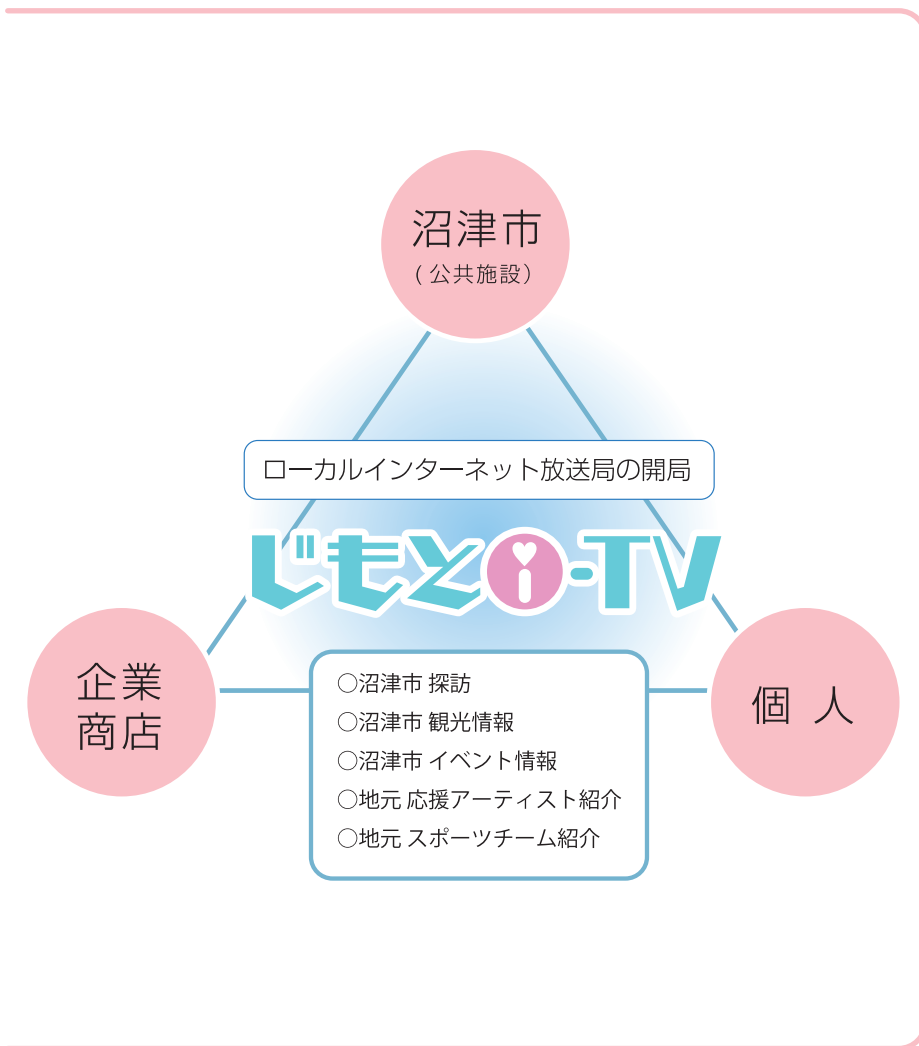 沼津市
(公共施設)
ローカルインターネット放送局の開局
じもとi-TV
企業
商店
個人
○沼津市 探訪
○沼津市 観光情報
○沼津市 イベント情報
○地元 応援アーティスト紹介
○地元 スポーツチーム紹介